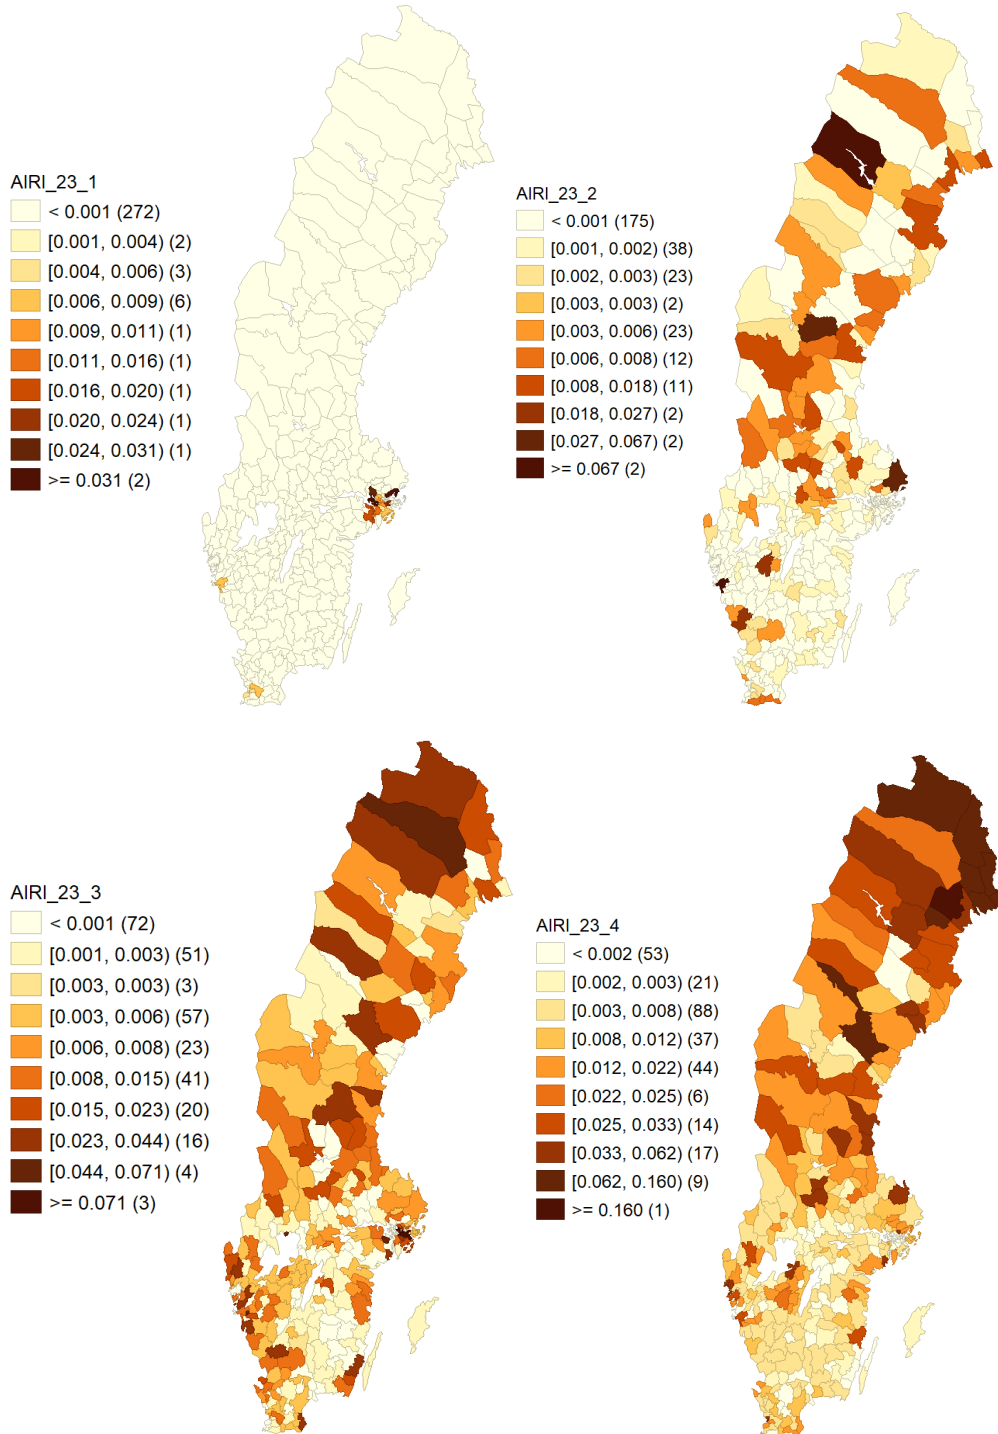 AIRI_23_1
< 0.001 (272)
[0.001, 0.004) (2)
[0.004, 0.006) (3)
[0.006, 0.009) (6)
[0.009, 0.011) (1)
[0.011, 0.016) (1)
[0.016, 0.020) (1)
[0.020, 0.024) (1)
[0.024, 0.031) (1)
>= 0.031 (2)
AIRI_23_2
< 0.001 (175)
[0.001, 0.002) (38)
[0.002, 0.003) (23)
[0.003, 0.003) (2)
[0.003, 0.006) (23)
[0.006, 0.008) (12)
[0.008, 0.018) (11)
[0.018, 0.027) (2)
[0.027, 0.067) (2)
>= 0.067 (2)
AIRI_23_3
< 0.001 (72)
[0.001, 0.003) (51)
[0.003, 0.003) (3)
[0.003, 0.006) (57)
[0.006, 0.008) (23)
[0.008, 0.015) (41)
[0.015, 0.023) (20)
[0.023, 0.044) (16)
[0.044, 0.071) (4)
>= 0.071 (3)
AIRI_23_4
< 0.002 (53)
[0.002, 0.003) (21)
[0.003, 0.008) (88)
[0.008, 0.012) (37)
[0.012, 0.022) (44)
[0.022, 0.025) (6)
[0.025, 0.033) (14)
[0.033, 0.062) (17)
[0.062, 0.160) (9)
>= 0.160 (1)